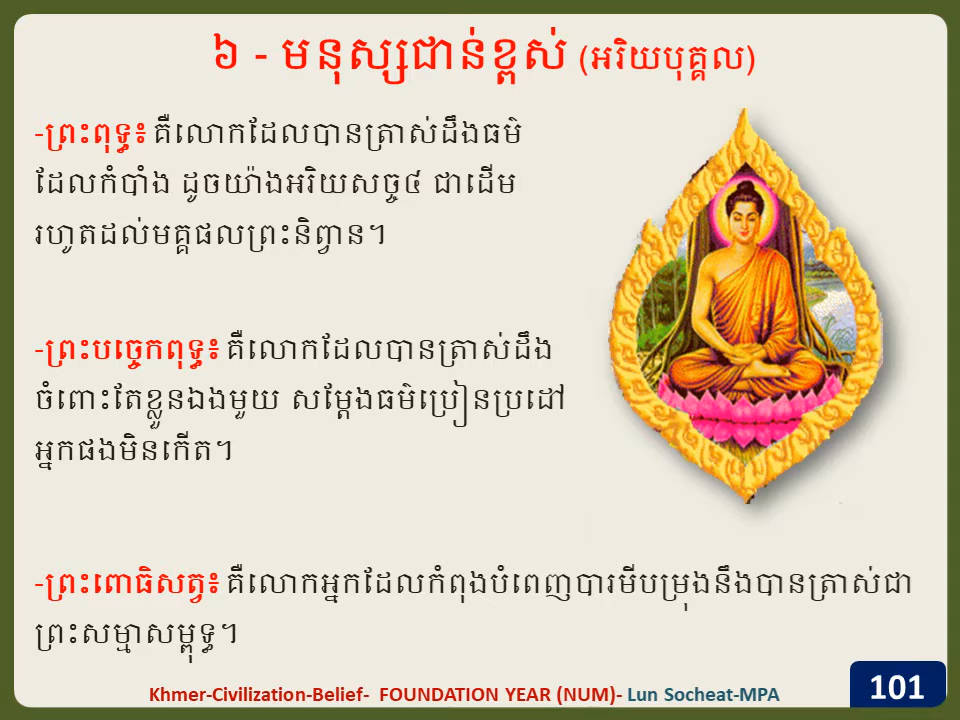 ៦ - មនុស្សជាន់ខ្ពស់ (អរិយបុគ្គល)
-ព្រះពុទ្ធ៖ គឺលោកដែលបានត្រាស់ដឹងធម៌
ដែលកំបាំង ដូចយ៉ាងអរិយសច្ច៤ ជាដើម
រហូតដល់មគ្គផលព្រះនិព្វាន។
-ព្រះបច្ចេកពុទ្ធ៖ គឺលោកដែលបានត្រាស់ដឹង
ចំពោះតែខ្លួនឯងមួយ សម្ដែងធម៌ប្រៀនប្រដៅ
អ្នកផងមិនកើត។
-ព្រះពោធិសត្វ៖ គឺលោកអ្នកដែលកំពុងបំពេញបារមីបម្រុងនឹងបានត្រាស់ជា
ព្រះសម្មាសម្ពុទ្ធ។
Khmer-Civilization-Belief- FOUNDATION YEAR (NUM)- Lun Socheat-MPA
101